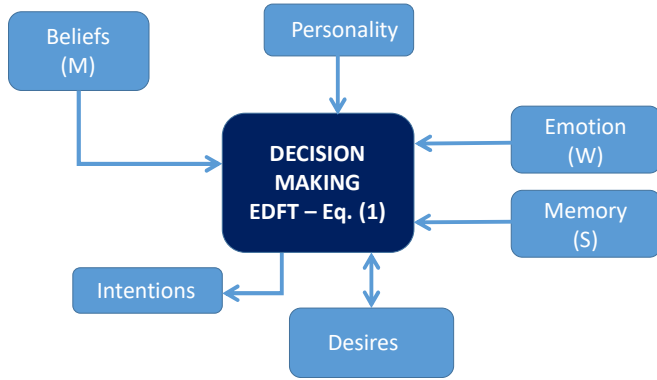 Beliefs
(M)
Personality
DECISION
MAKING
EDFT – Eq. (1)
Emotion
(W)
Memory
(S)
Intentions
Desires